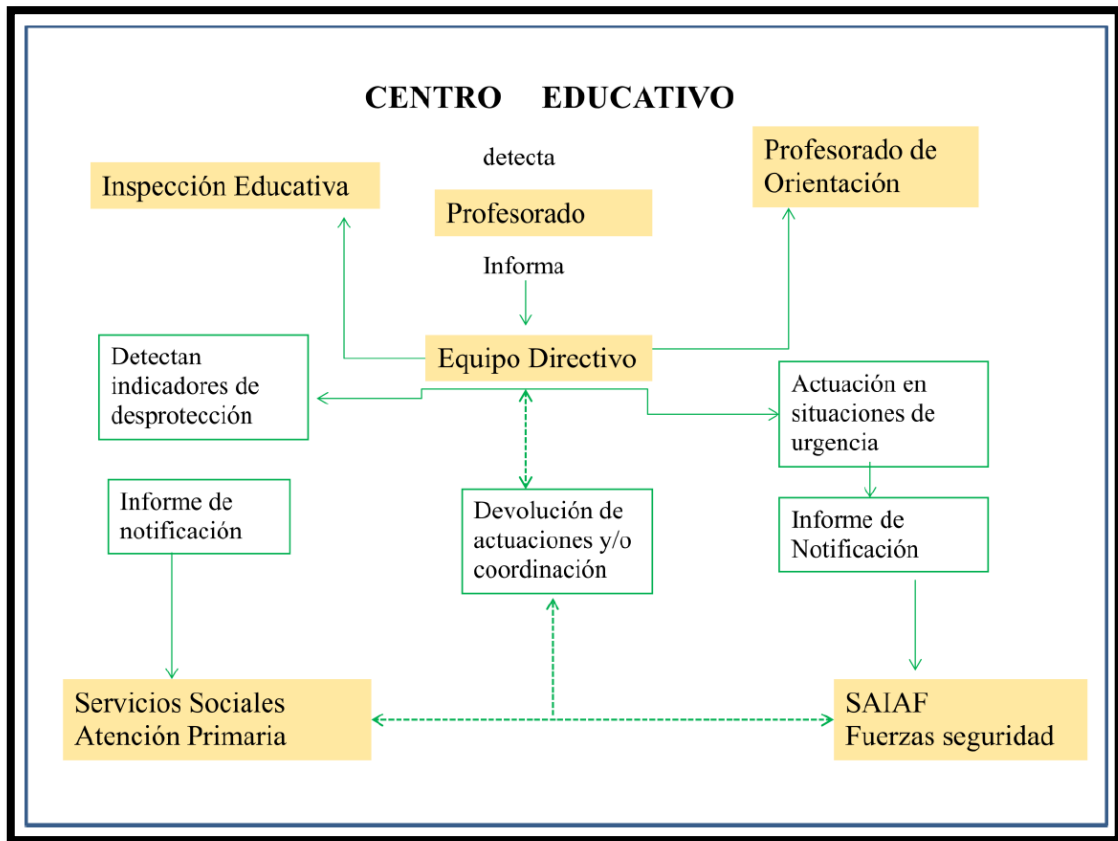 CENTRO EDUCATIVO
detecta
Inspección Educativa
Profesorado
Profesorado de
Orientación
Informa
Equipo Directivo
Detectan
indicadores de
desprotección
Actuación en
situaciones de
urgencia
Informe de
notificación
Devolución de
actuaciones y/o
coordinación
Informe de
Notificación
Servicios Sociales
Atención Primaria
SAIAF
Fuerzas seguridad